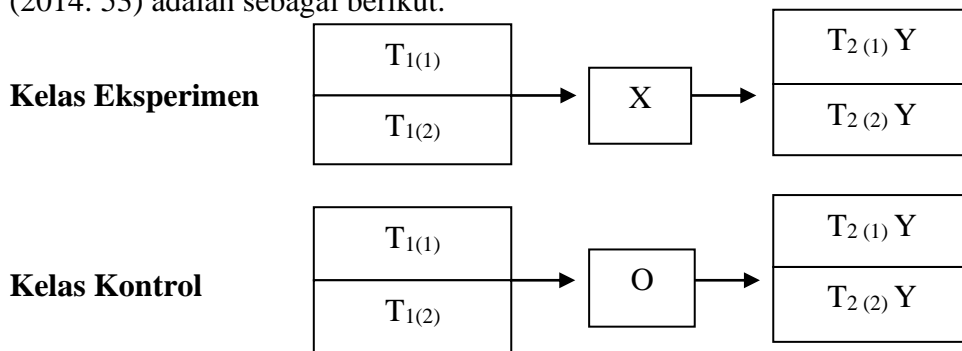 (2014: 53) adalah sebagai berikut.
T1(1) T2 (1) Y
Kelas Eksperimen X
T1(2) T2 (2) Y
T1(1) T2 (1) Y
Kelas Kontrol O
T1(2) T2 (2) Y